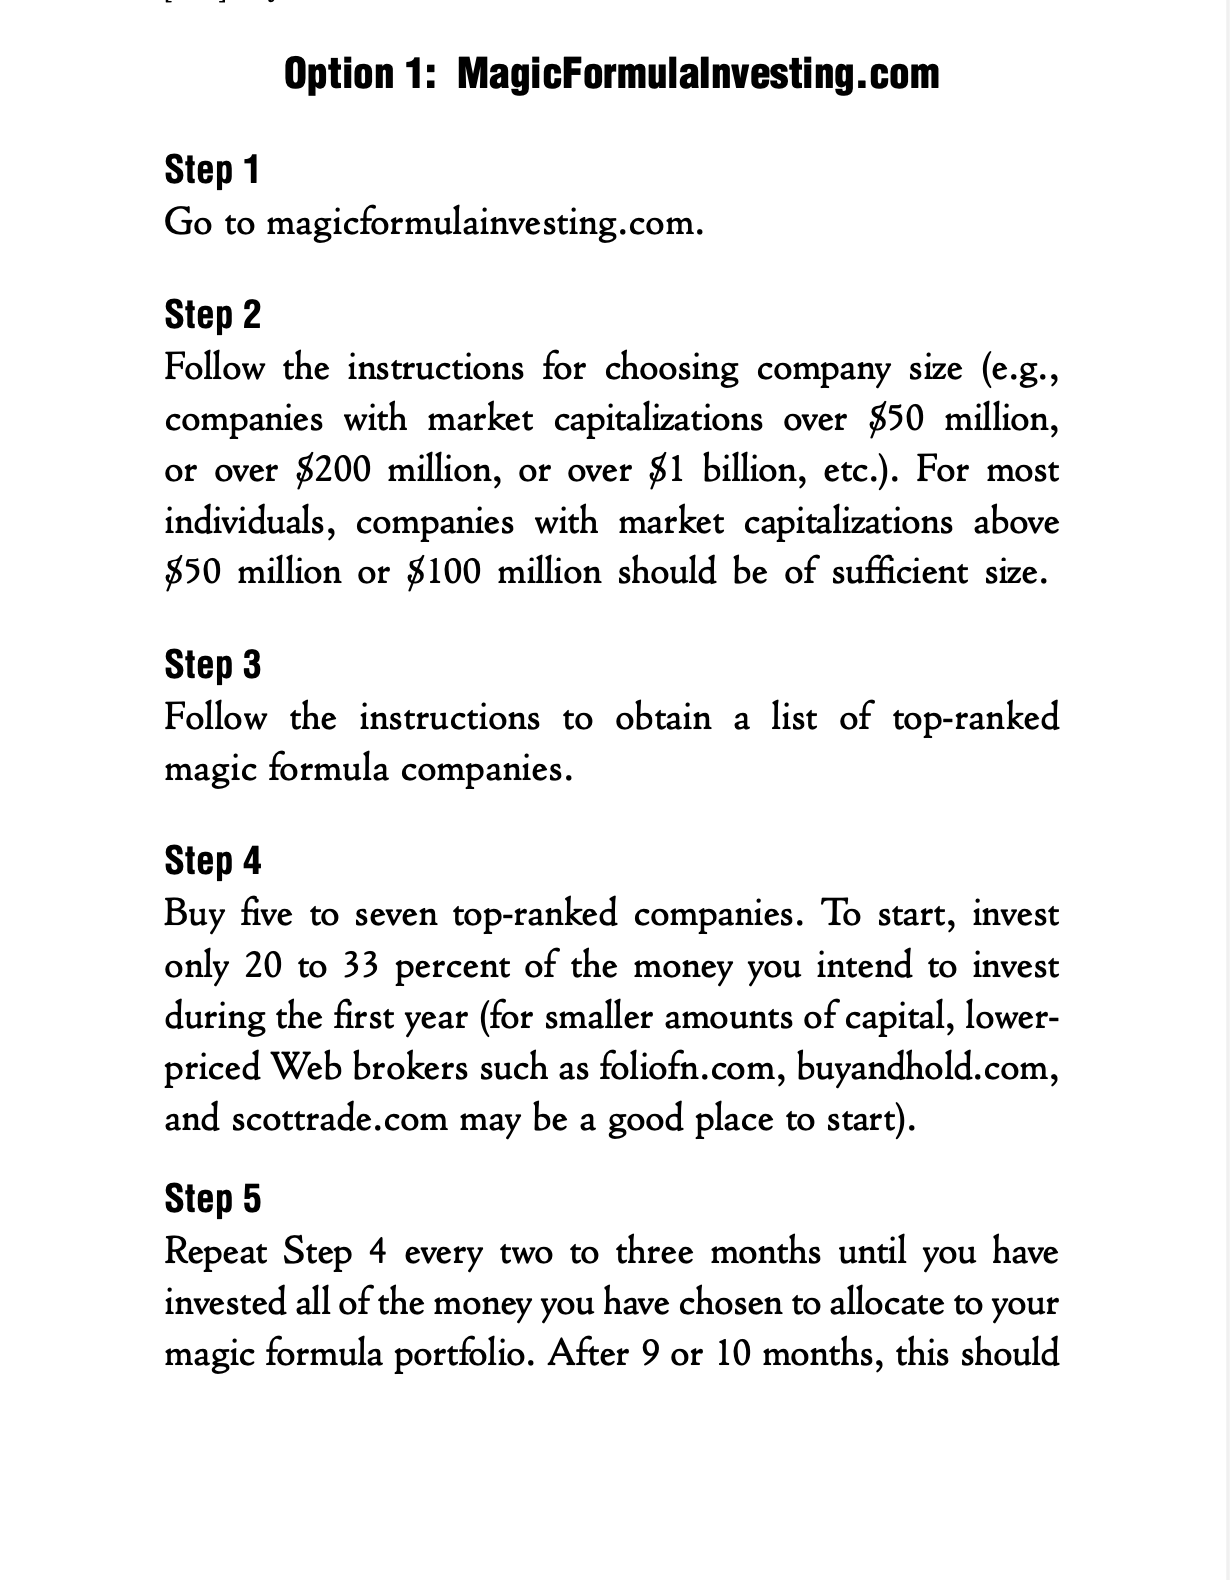 Option 1: MagicFormulaInvesting.com
Step 1
Go to magicformulainvesting.com.
Step 2
Follow the instructions for choosing company size (e.g.,
companies with market capitalizations over $50 million,
or over $200 million, or over $1 billion, etc.). For most
individuals, companies with market capitalizations above
$50 million or $100 million should be of sufficient size.
Step 3
Follow the instructions to obtain a list of top-ranked
magic formula companies.
Step 4
Buy five to seven top-ranked companies. To start, invest
only 20 to 33 percent of the money you intend to invest
during the first year (for smaller amounts of capital, lower-
priced Web brokers such as foliofn.com, buyandhold.com,
and scottrade.com may be a good place to start).
Step 5
Repeat Step 4 every two to three months until you have
invested all of the money you have chosen to allocate to your
magic formula portfolio. After 9 or 10 months, this should